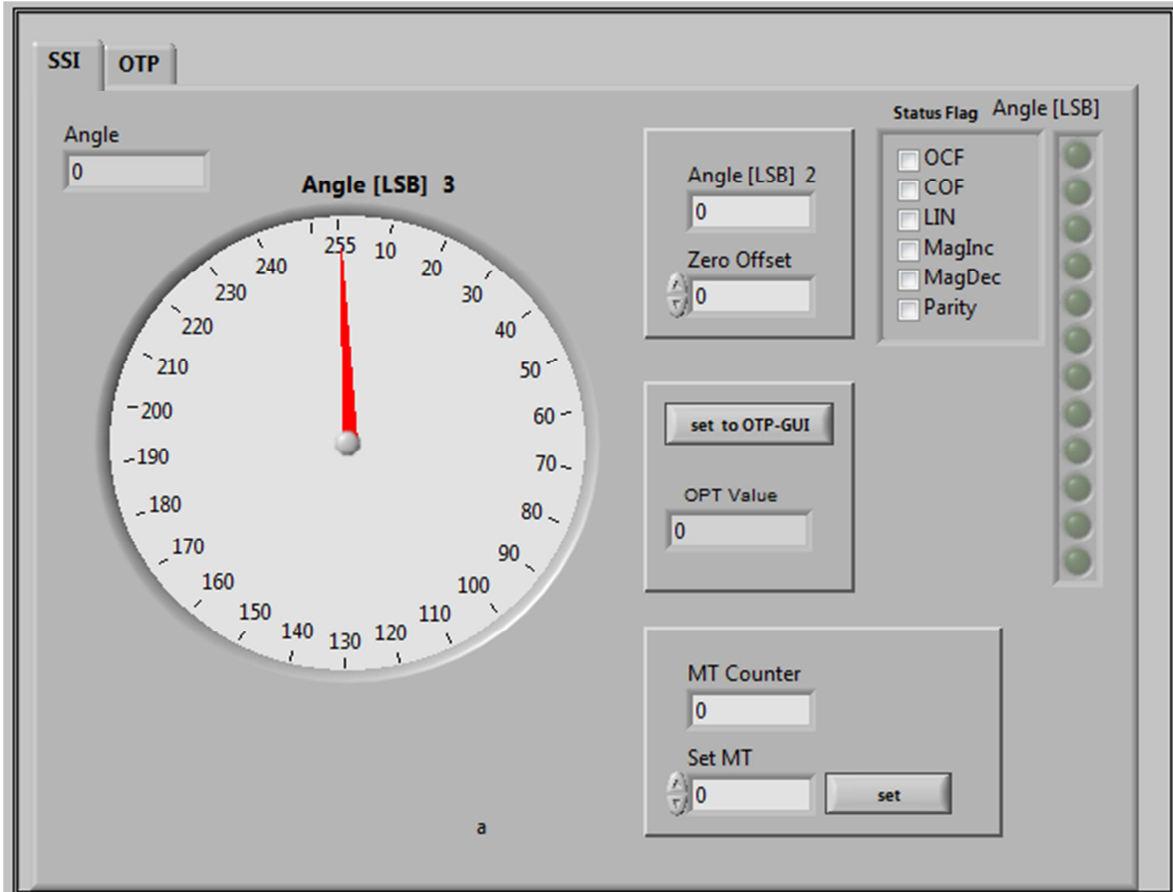 SSI
OTP
Angle
0
Angle [LSB] 3
255
10
20
30
40
50
60
70
80
90
100
110
120
130
140
150
160
170
180
190
200
210
220
230
240
Angle [LSB] 2
0
Zero Offset
0
set to OTP-GUI
OPT Value
0
MT Counter
0
Set MT
0
set
Status Flag
OCF
COF
LIN
MagInc
MagDec
Parity
Angle [LSB]
a